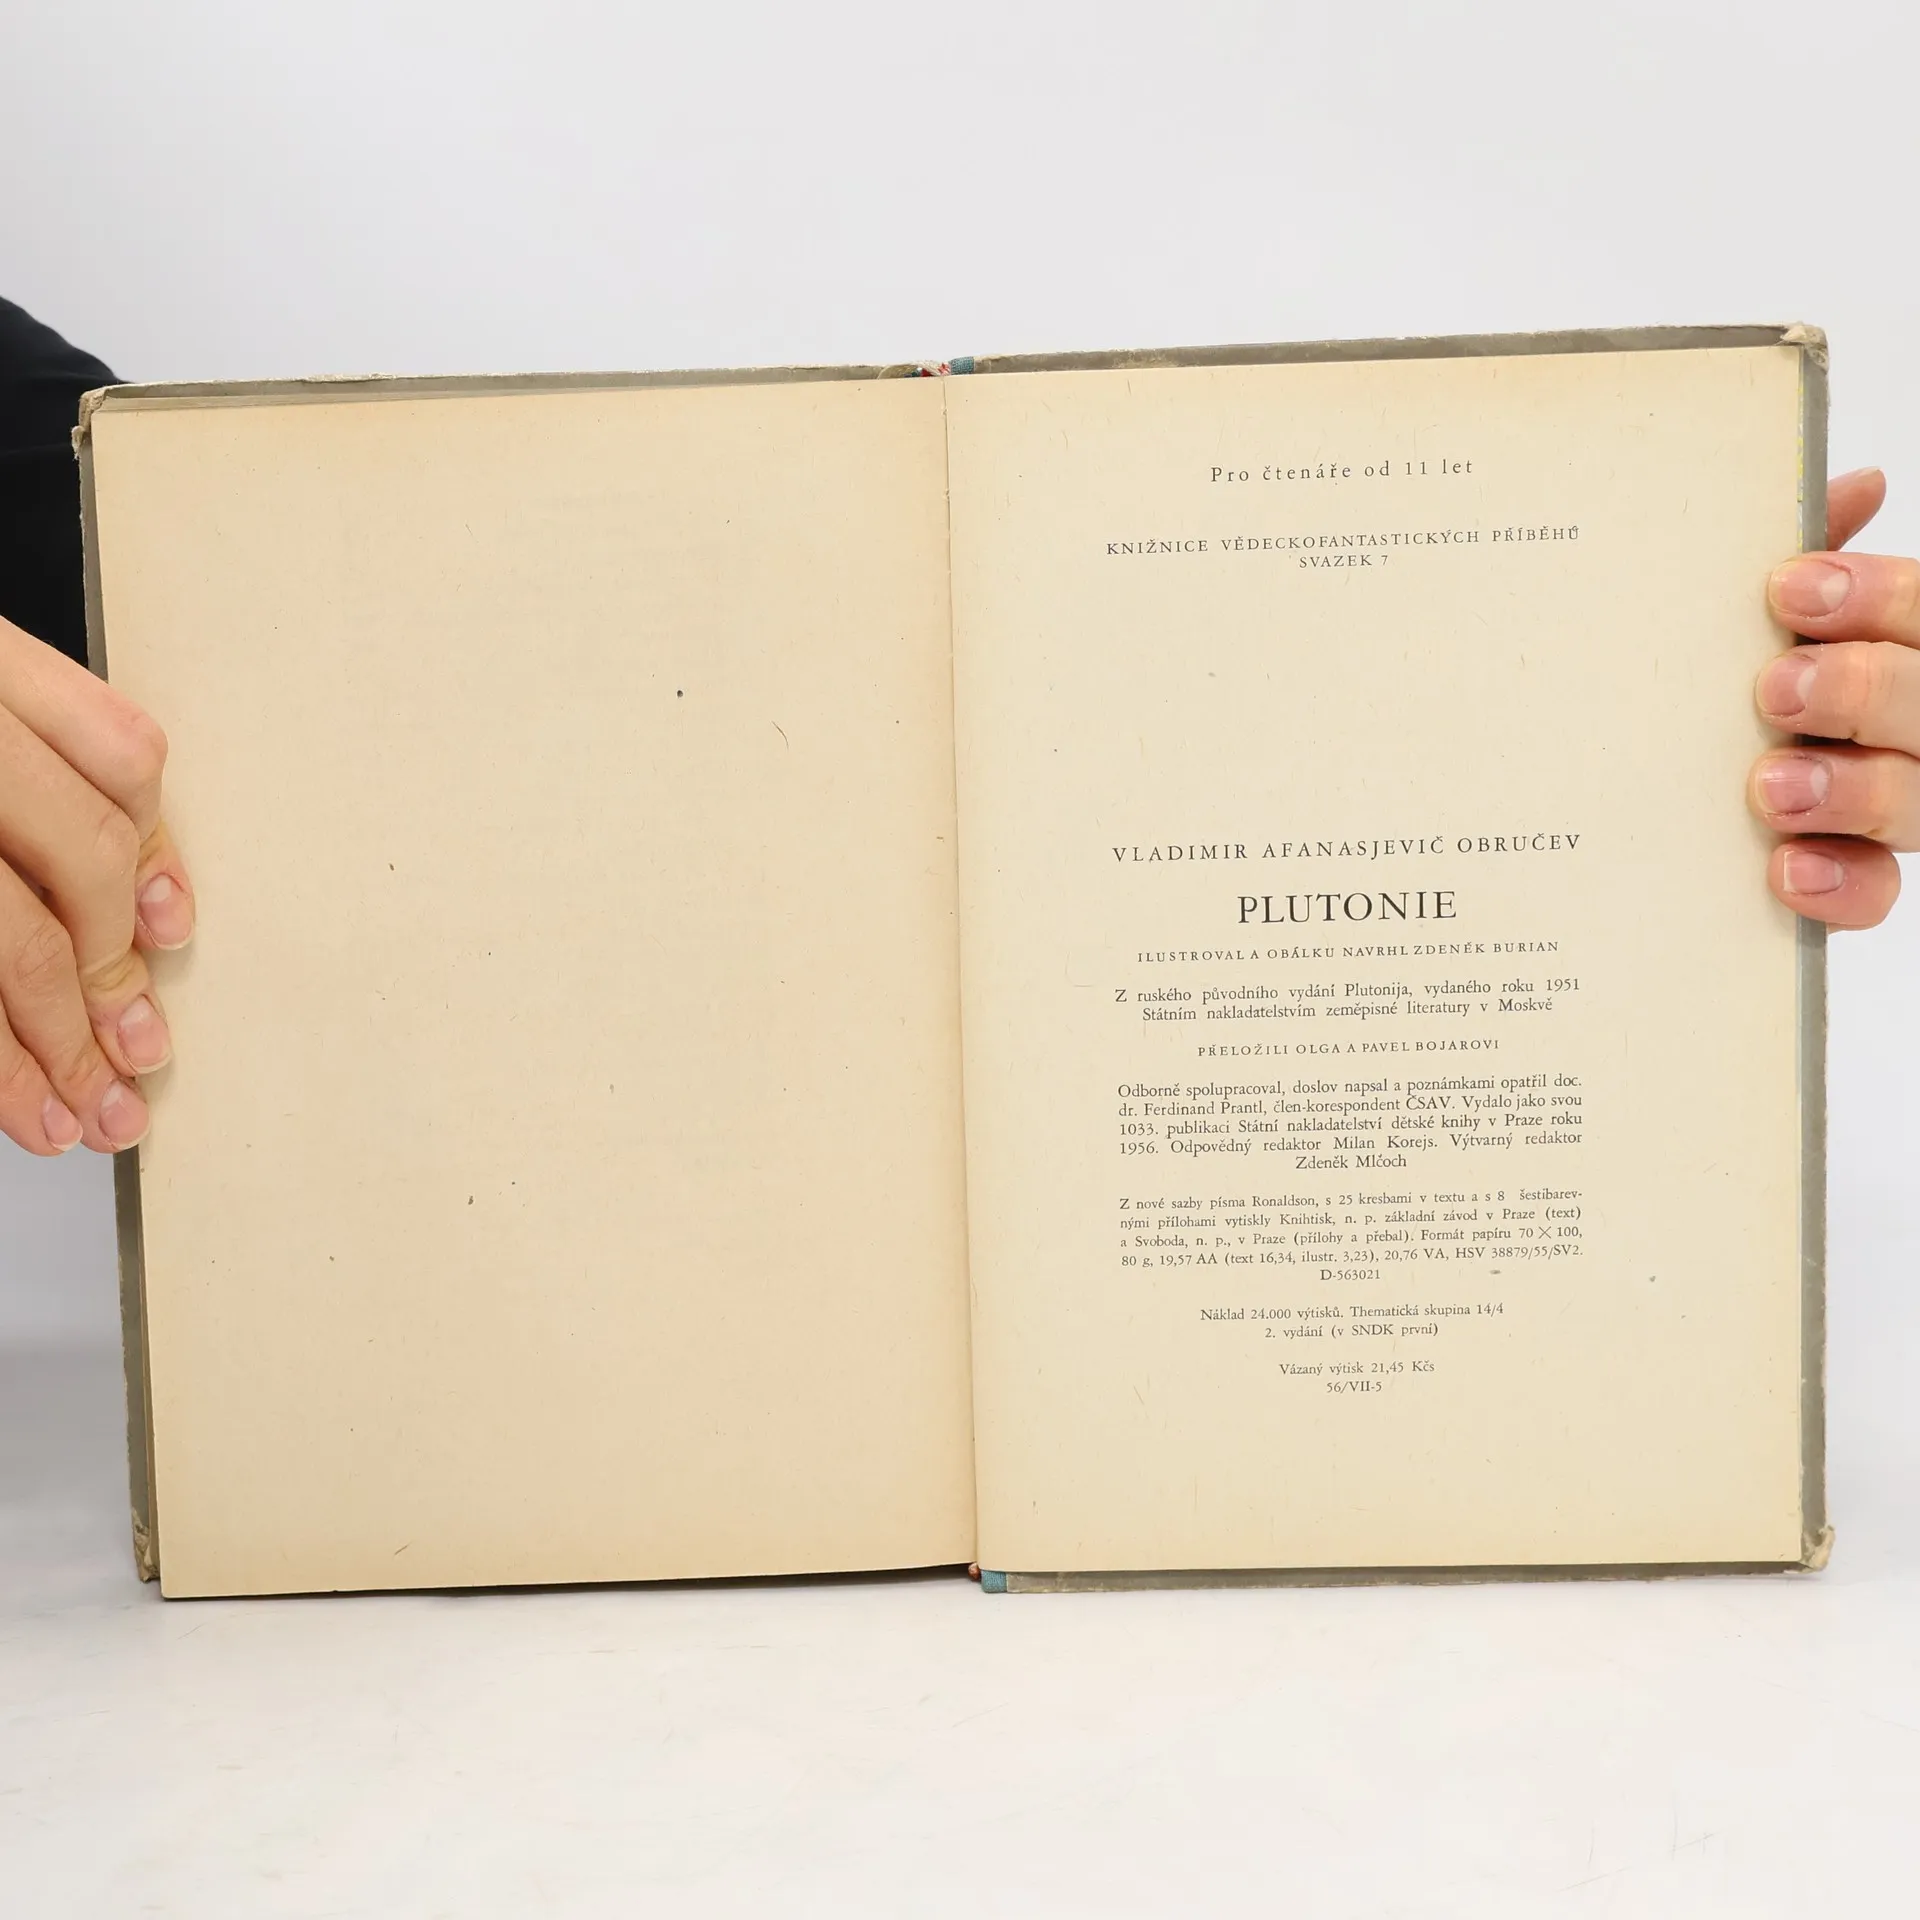 Pro čtenáře od 11 let
KNIŽNICE VĚDECKOFANTASTICKÝCH PŘÍBĚHŮ
SVAZEK 7
VLADIMIR AFANASJEVIČ OBRUČEV
PLUTONIE
ILUSTROVAL A OBÁLKU NAVRHL ZDENĚK BURIAN
Z ruského původního vydání Plutonija, vydaného roku 1951
Státním nakladatelstvím zeměpisné literatury v Moskvě
PŘELOŽILI OLGA A PAVEL BOJAROVI
Odborně spolupracoval, doslov napsal a poznámkami opatřil doc.
dr. Ferdinand Prantl, člen-korespondent ČSAV. Vydalo jako svou
1033. publikaci Státní nakladatelství dětské knihy v Praze roku
1956. Odpovědný redaktor Milan Korejs. Výtvarný redaktor
Zdeněk Mlčoch
Z nové sazby písma Ronaldson, s 25 kresbami v textu a s 8 šestibarev-
nými přílohami vytiskly Knihtisk, n. p. základní závod v Praze (text)
a Svoboda, n. p., v Praze (přílohy a přebal). Formát papíru 70 × 100,
80 g, 19,57 AA (text 16,34, ilustr. 3,23), 20,76 VA, HSV 38879/55/SV2.
D-563021
Náklad 24.000 výtisků. Thematická skupina 14/4
2. vydání (v SNDK první)
Vázaný výtisk 21,45 Kčs
56/VII-5